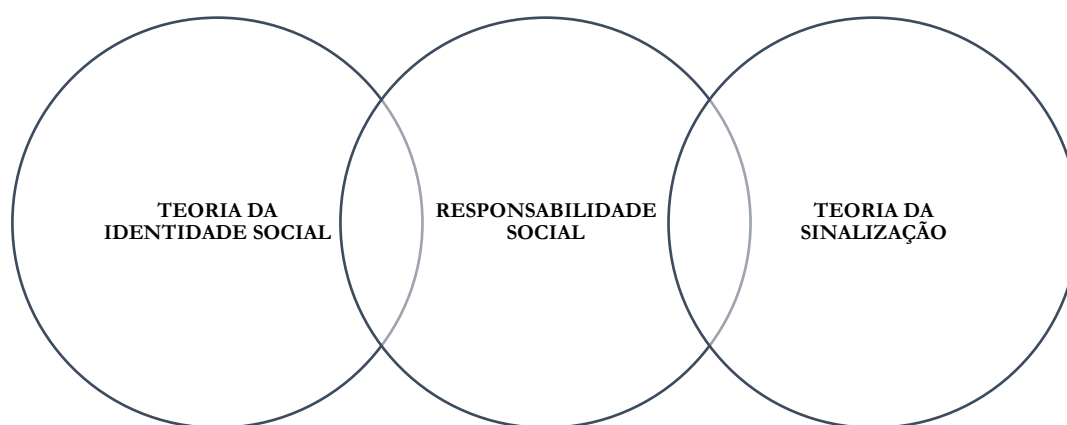 TEORIA DA
IDENTIDADE SOCIAL
RESPONSABILIDADE
SOCIAL
TEORIA DA
SINALIZAÇÃO